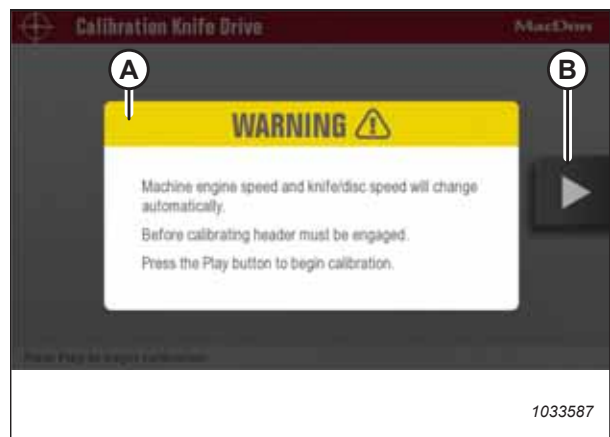 Calibration Knife Drive MacDon
A B
WARNING
Machine engine speed and knife/disc speed will change
automatically.
Before calibrating header must be engaged.
Press the Play button to begin calibration.
Press Play to begin calibration.
1033587